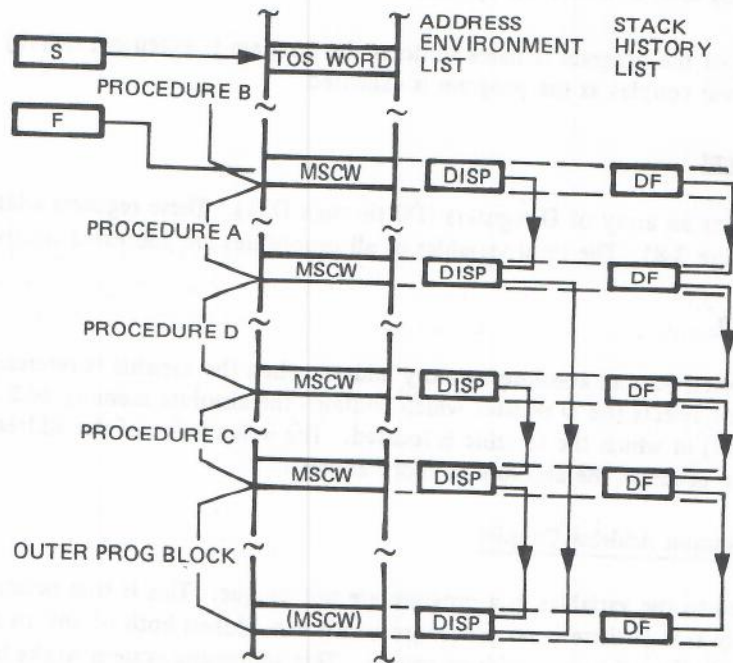 ADDRESS ENVIRONMENT LIST
STACK HISTORY LIST
S
TOS WORD
PROCEDURE B
F
MSCW
DISP
DF
PROCEDURE A
MSCW
DISP
DF
PROCEDURE D
MSCW
DISP
DF
PROCEDURE C
MSCW
DISP
DF
OUTER PROG BLOCK
(MSCW)
DISP
DF